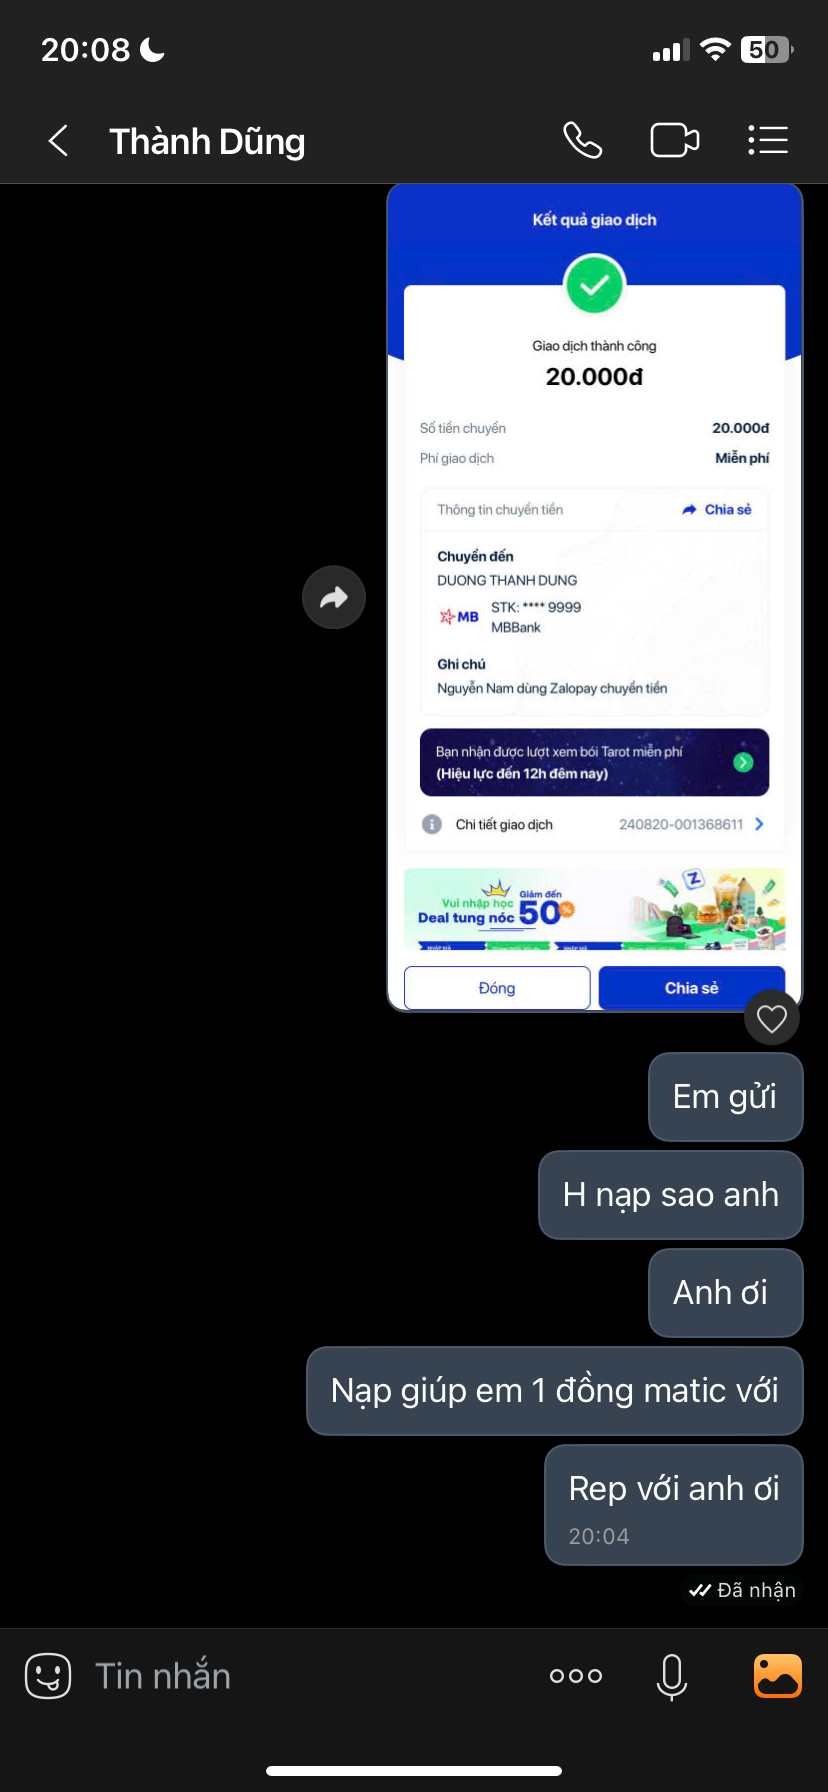 20:08
50
Thành Dũng
Kết quả giao dịch
Giao dịch thành công
20.000đ
Số tiền chuyển 20.000đ
Phí giao dịch Miễn phí
Thông tin chuyển tiền Chia sẻ
Chuyển đến
DUONG THANH DUNG
MB
STK: **** 9999
MBBank
Ghi chú
Nguyễn Nam dùng Zalopay chuyển tiền
Bạn nhận được lượt xem bói Tarot miễn phí
(Hiệu lực đến 12h đêm nay)
Chi tiết giao dịch 240820-001368611
Vui nhập học
Deal tung nóc
Giảm đến
50%
Z
NHẬP MÃ
NHẬP MÃ
Đóng Chia sẻ
Em gửi
H nạp sao anh
Anh ơi
Nạp giúp em 1 đồng matic với
Rep với anh ơi
20:04
Đã nhận
Tin nhắn